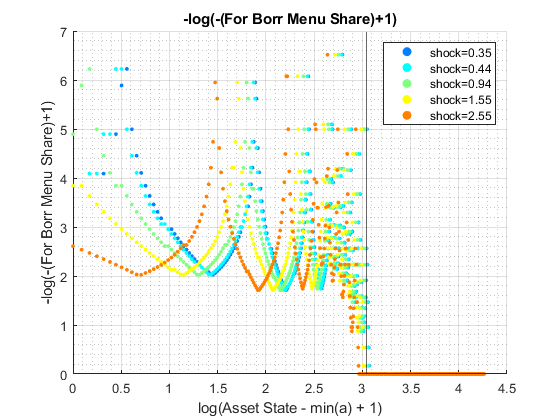 -log(-(For Borr Menu Share)+1)
7
6
5
4
3
2
1
0
-log(-(For Borr Menu Share)+1)
shock=0.35
shock=0.44
shock=0.94
shock=1.55
shock=2.55
0 0.5 1 1.5 2 2.5 3 3.5 4 4.5
log(Asset State - min(a) + 1)